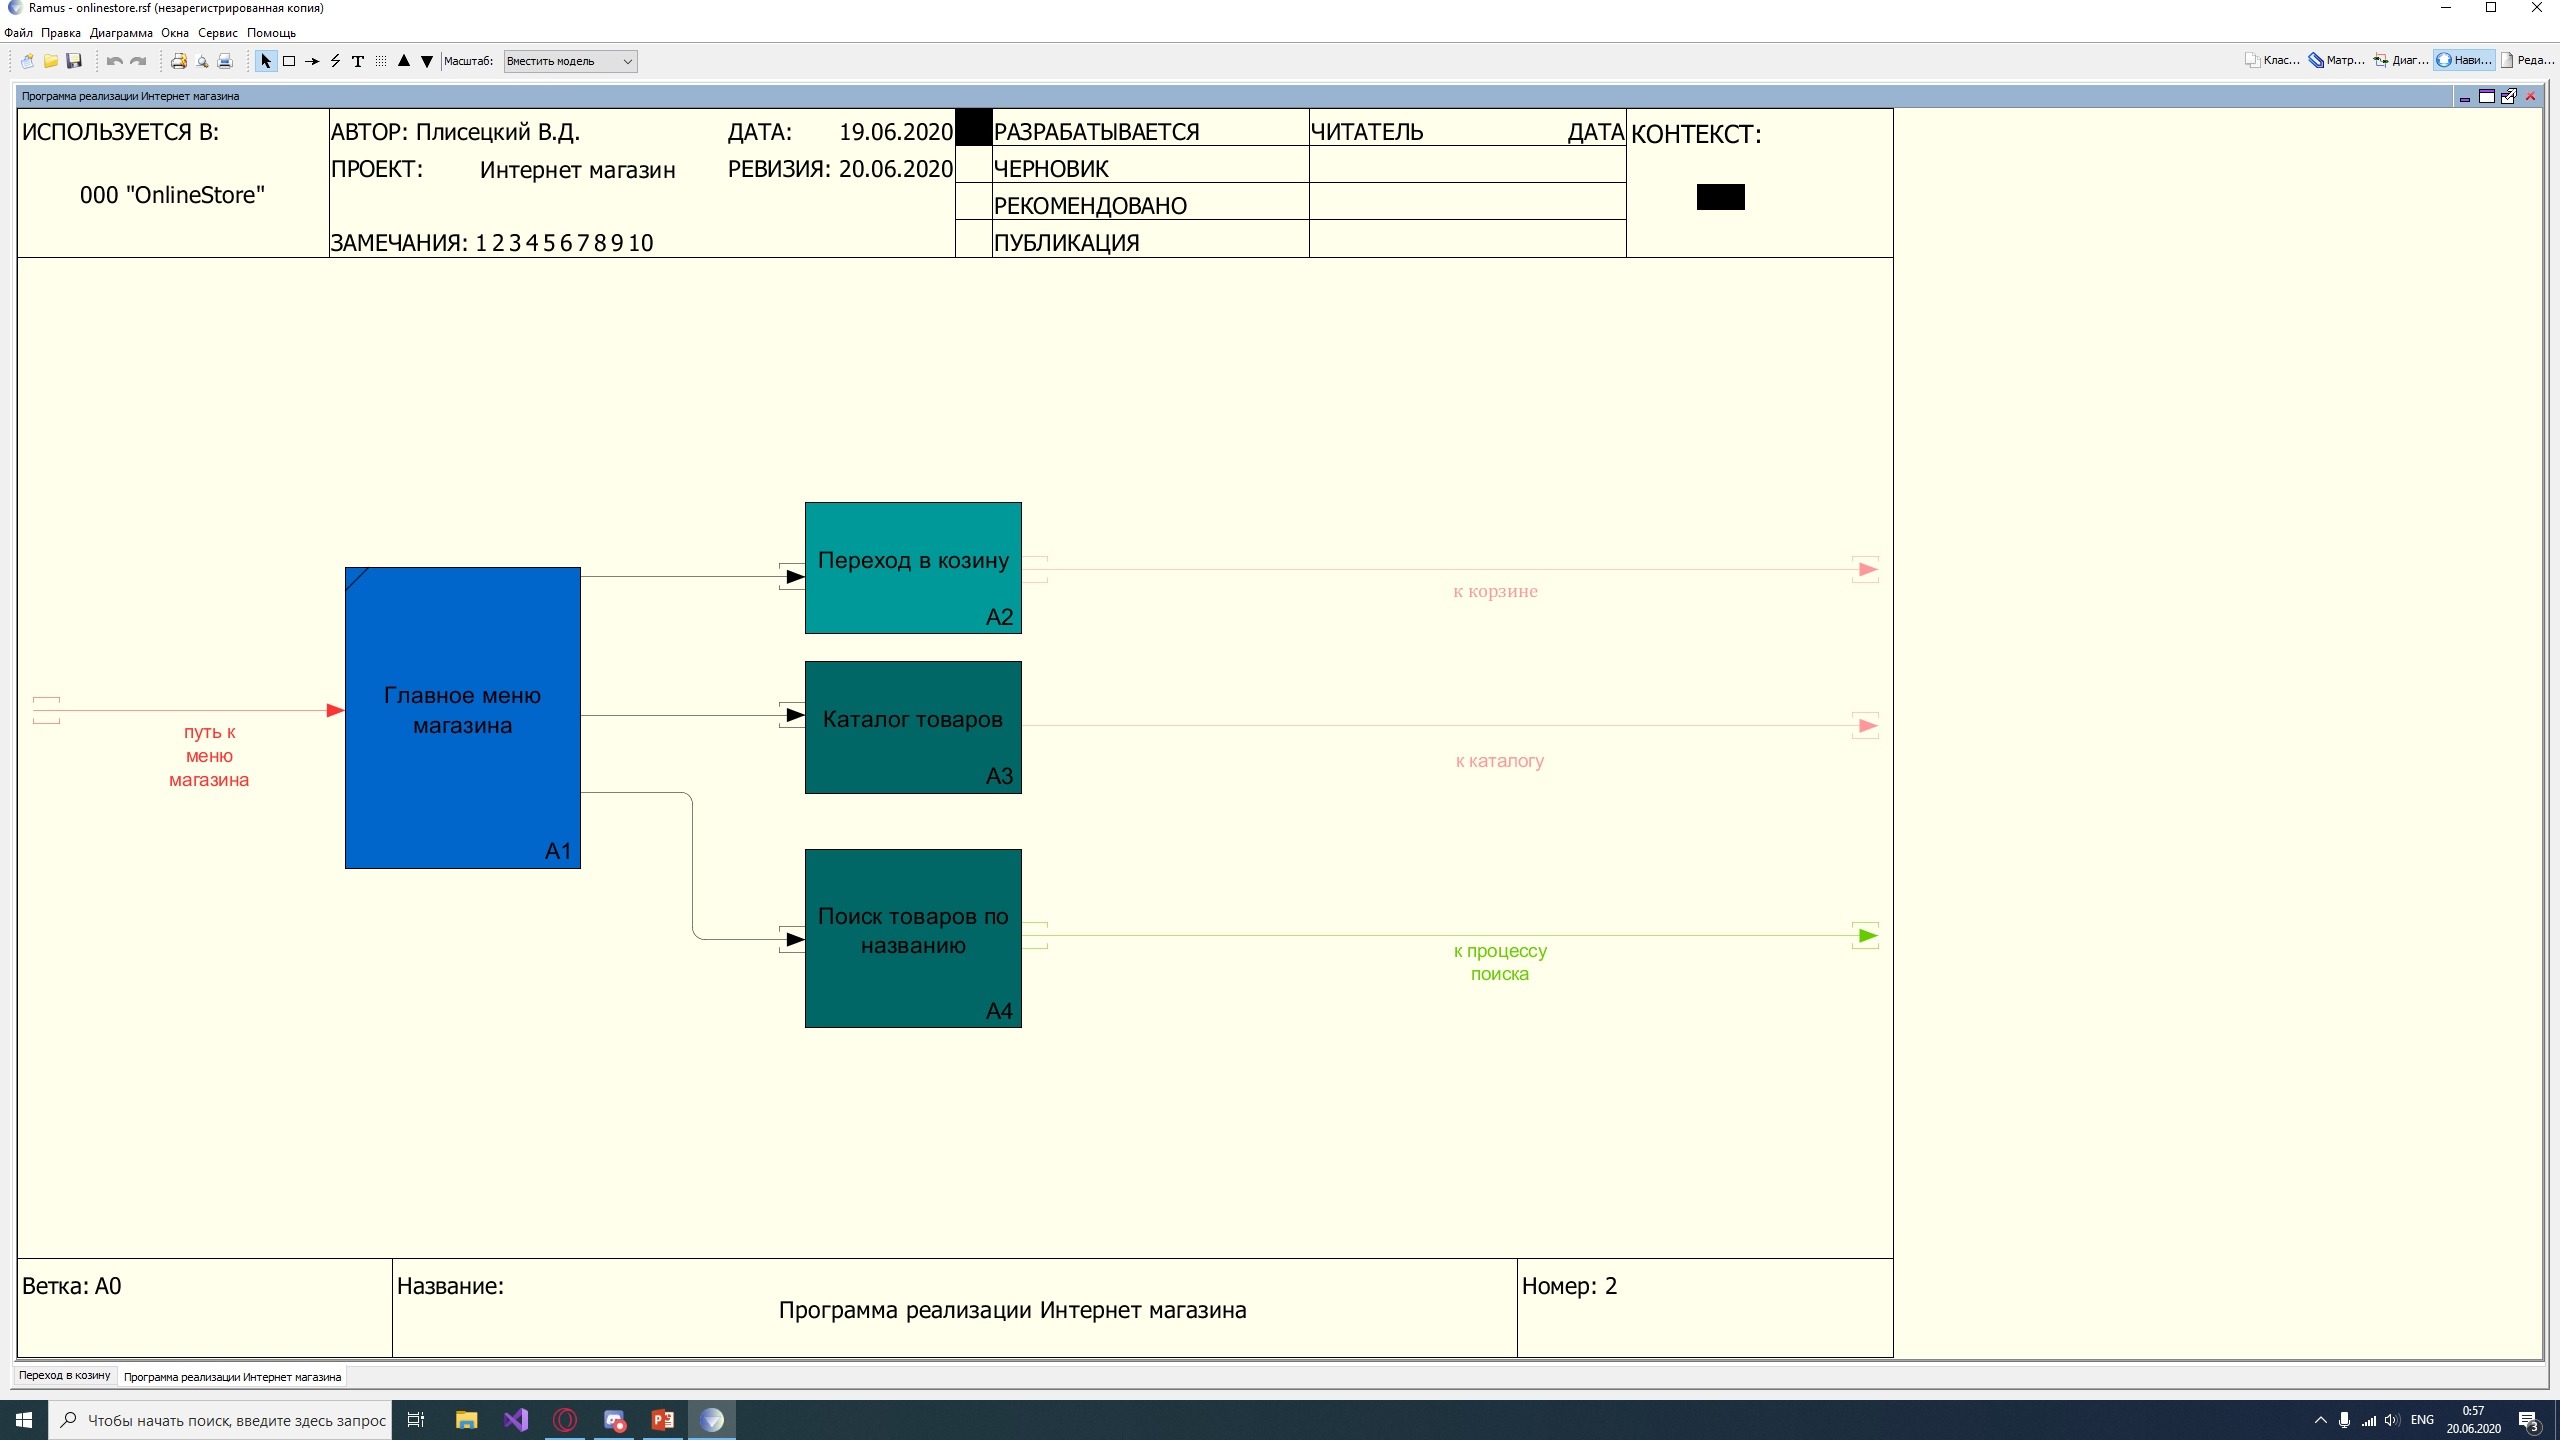 Ramus - onlinestore.rsf (незарегистрированная копия)
Файл Правка Диаграмма Окна Сервис Помощь
Масштаб: Вместить модель Клас... Матр... Диаг... Нави... Реда...
Программа реализации Интернет магазина
ИСПОЛЬЗУЕТСЯ В: АВТОР: Плисецкий В.Д. ДАТА: 19.06.2020 РАЗРАБАТЫВАЕТСЯ ЧИТАТЕЛЬ ДАТА КОНТЕКСТ:
ПРОЕКТ: Интернет магазин РЕВИЗИЯ: 20.06.2020 ЧЕРНОВИК
000 "OnlineStore" РЕКОМЕНДОВАНО
ЗАМЕЧАНИЯ: 1 2 3 4 5 6 7 8 9 10 ПУБЛИКАЦИЯ
Переход в козину
A2
к корзине
путь к
меню
магазина
Главное меню
магазина
A1
Каталог товаров
A3
к каталогу
Поиск товаров по
названию
A4
к процессу
поиска
Ветка: A0 Название: Номер: 2
Программа реализации Интернет магазина
Переход в козину Программа реализации Интернет магазина
Чтобы начать поиск, введите здесь запрос
ENG
0:57
20.06.2020
3